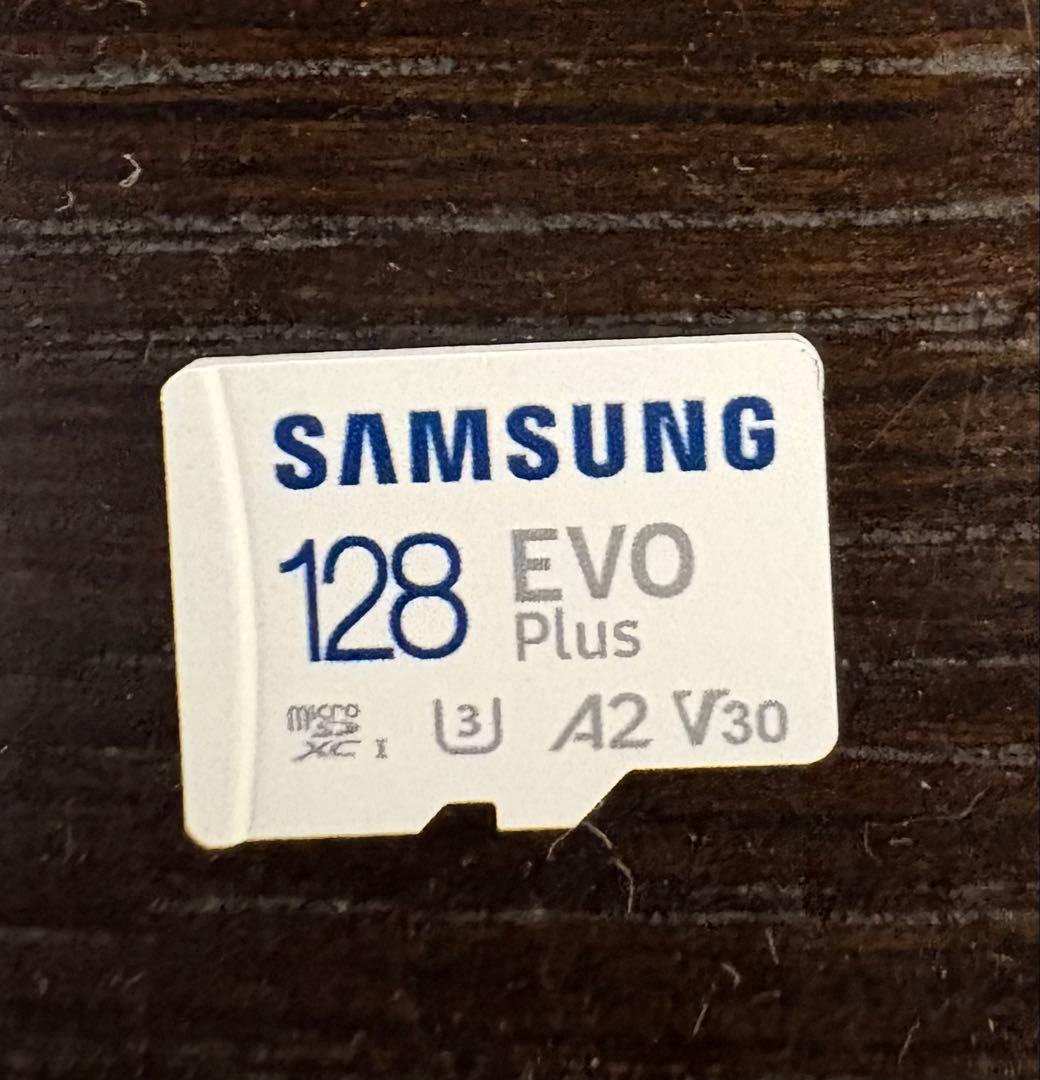 SAMSUNG
128 EVO
Plus
micro
SD
XC I 3 A2 V30